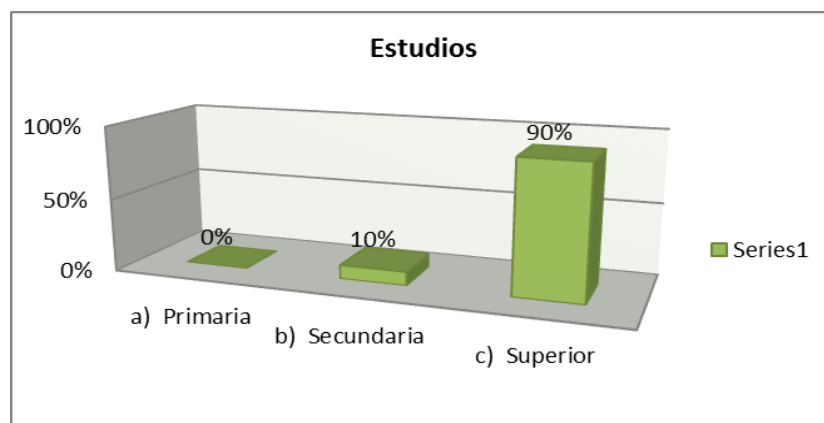 Estudios
100%
50%
0%
0%
10%
90%
a) Primaria
b) Secundaria
c) Superior
Series1